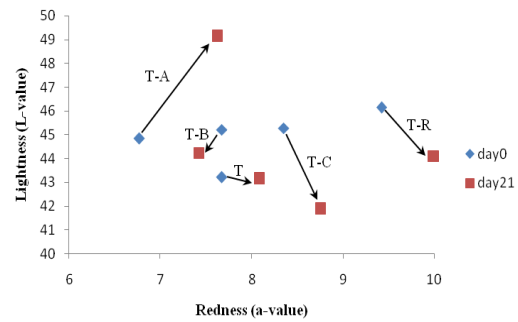 50
49
48
47
46
45
44
43
42
41
40
Lightness (L-value)
T-A
T-B
T
T-C
T-R
day0
day21
6 7 8 9 10
Redness (a-value)